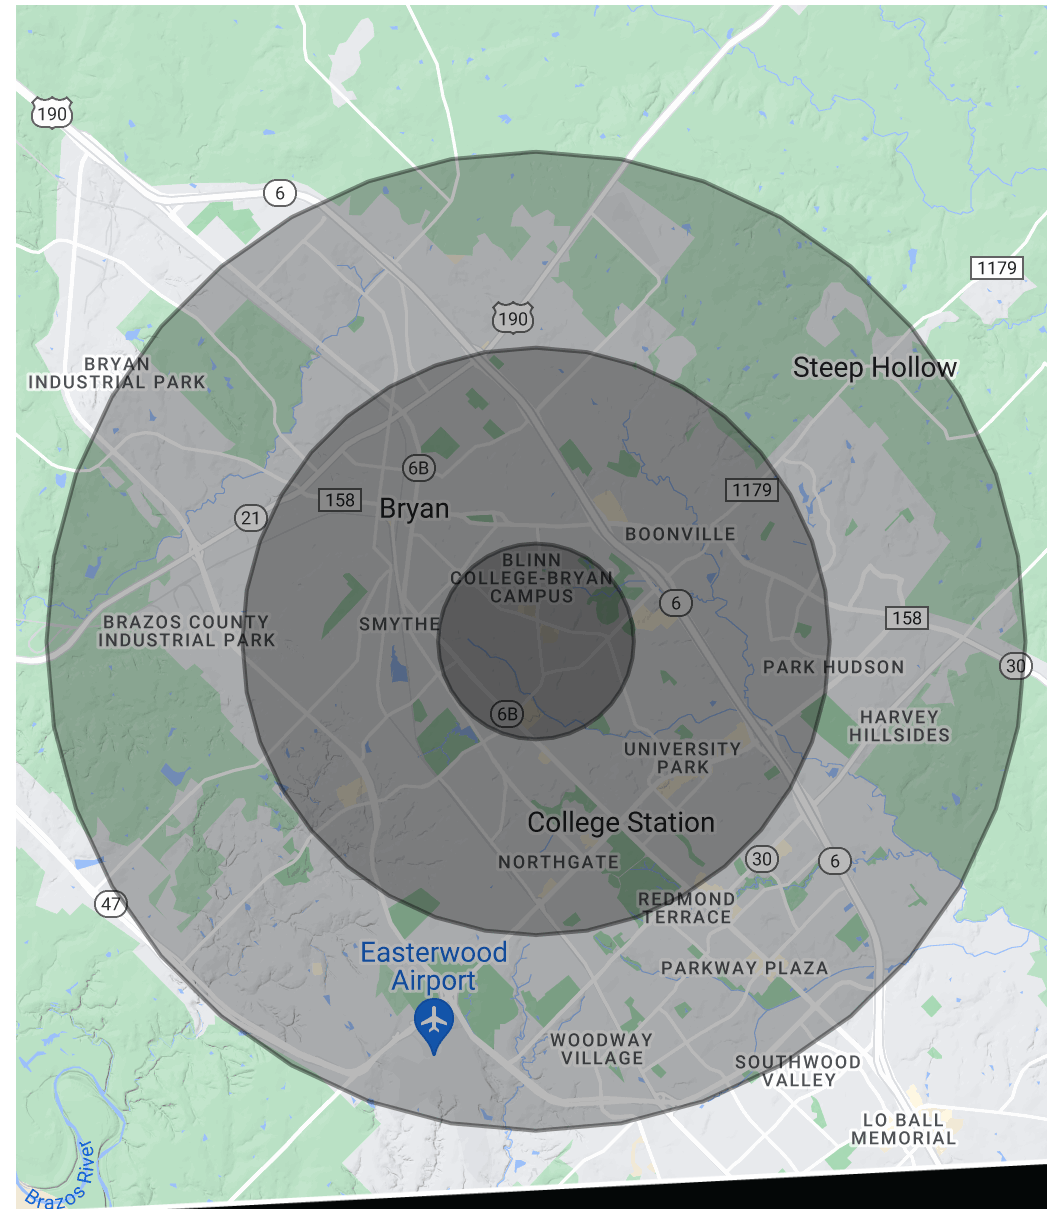 190
6
1179
190
BRYAN
INDUSTRIAL PARK
Steep Hollow
6B
158
1179
Bryan
21
BOONVILLE
BLINN
COLLEGE-BRYAN
CAMPUS
6
BRAZOS COUNTY
INDUSTRIAL PARK
SMYTHE
158
PARK HUDSON
30
6B
HARVEY
HILLSIDES
UNIVERSITY
PARK
College Station
NORTHGATE
30
6
47
REDMOND
TERRACE
Easterwood
Airport
PARKWAY PLAZA
WOODWAY
VILLAGE
SOUTHWOOD
VALLEY
LO BALL
MEMORIAL
Brazos River